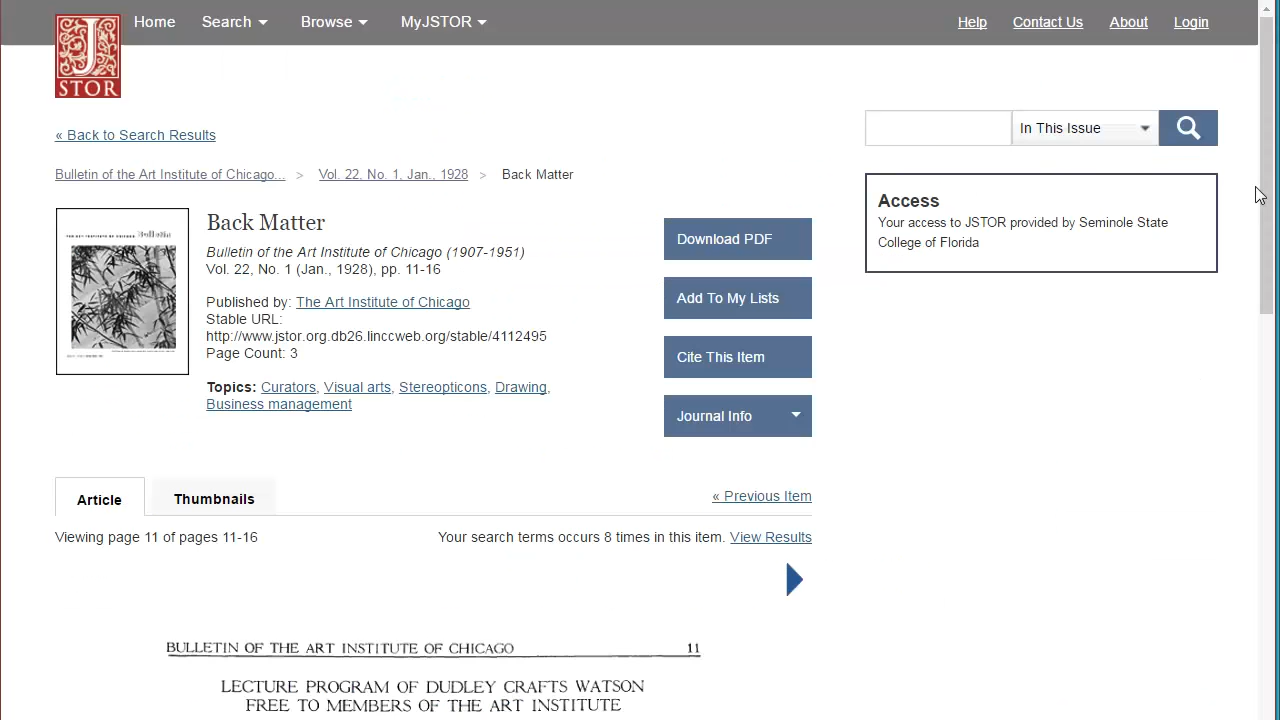 Home Search Browse MyJSTOR Help Contact Us About Login
J
STOR
« Back to Search Results
In This Issue
Bulletin of the Art Institute of Chicago... > Vol. 22, No. 1, Jan., 1928 > Back Matter
Access
Your access to JSTOR provided by Seminole State
College of Florida
Bulletin
Back Matter
Bulletin of the Art Institute of Chicago (1907-1951)
Vol. 22, No. 1 (Jan., 1928), pp. 11-16
Published by: The Art Institute of Chicago
Stable URL:
http://www.jstor.org.db26.linccweb.org/stable/4112495
Page Count: 3
Topics: Curators, Visual arts, Stereopticons, Drawing,
Business management
Download PDF
Add To My Lists
Cite This Item
Journal Info
Article Thumbnails « Previous Item
Viewing page 11 of pages 11-16 Your search terms occurs 8 times in this item. View Results
BULLETIN OF THE ART INSTITUTE OF CHICAGO 11
LECTURE PROGRAM OF DUDLEY CRAFTS WATSON
FREE TO MEMBERS OF THE ART INSTITUTE